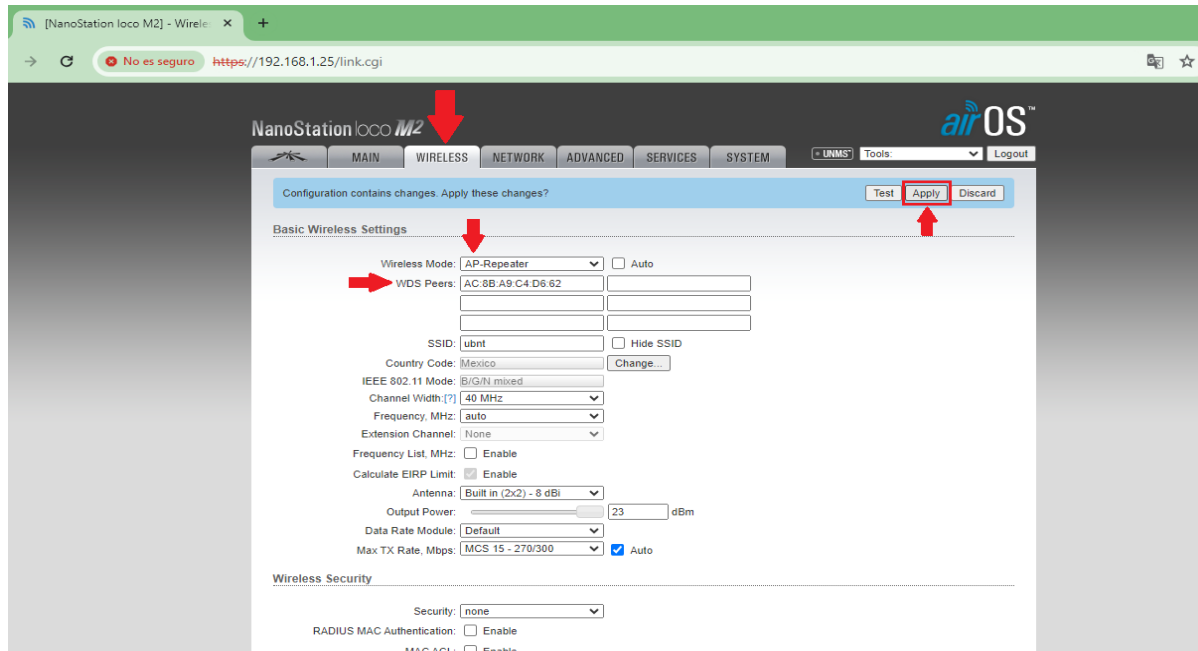 [NanoStation loco M2] - Wirele
No es seguro https://192.168.1.25/link.cgi
NanoStation loco M2 airOS™
MAIN WIRELESS NETWORK ADVANCED SERVICES SYSTEM UNMS Tools: Logout
Configuration contains changes. Apply these changes? Test Apply Discard
Basic Wireless Settings
Wireless Mode: AP-Repeater Auto
WDS Peers: AC:8B:A9:C4:D6:62
SSID: ubnt Hide SSID
Country Code: Mexico Change...
IEEE 802.11 Mode: B/G/N mixed
Channel Width:[?] 40 MHz
Frequency, MHz: auto
Extension Channel: None
Frequency List, MHz: Enable
Calculate EIRP Limit: Enable
Antenna: Built in (2x2) - 8 dBi
Output Power: 23 dBm
Data Rate Module: Default
Max TX Rate, Mbps: MCS 15 - 270/300 Auto
Wireless Security
Security: none
RADIUS MAC Authentication: Enable
MAC ACL: Enable